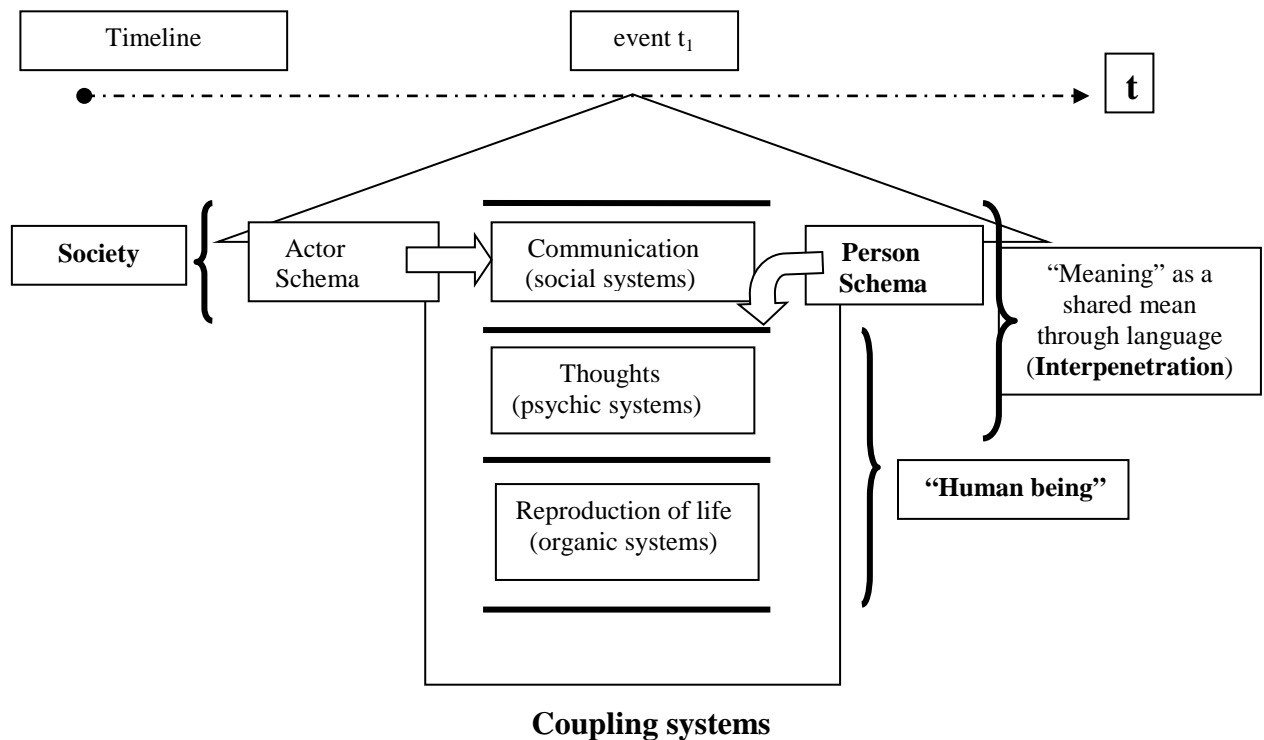 Timeline
event t₁
t
Society
Actor
Schema
Communication
(social systems)
Person
Schema
“Meaning” as a
shared mean
through language
(Interpenetration)
Thoughts
(psychic systems)
“Human being”
Reproduction of life
(organic systems)
Coupling systems